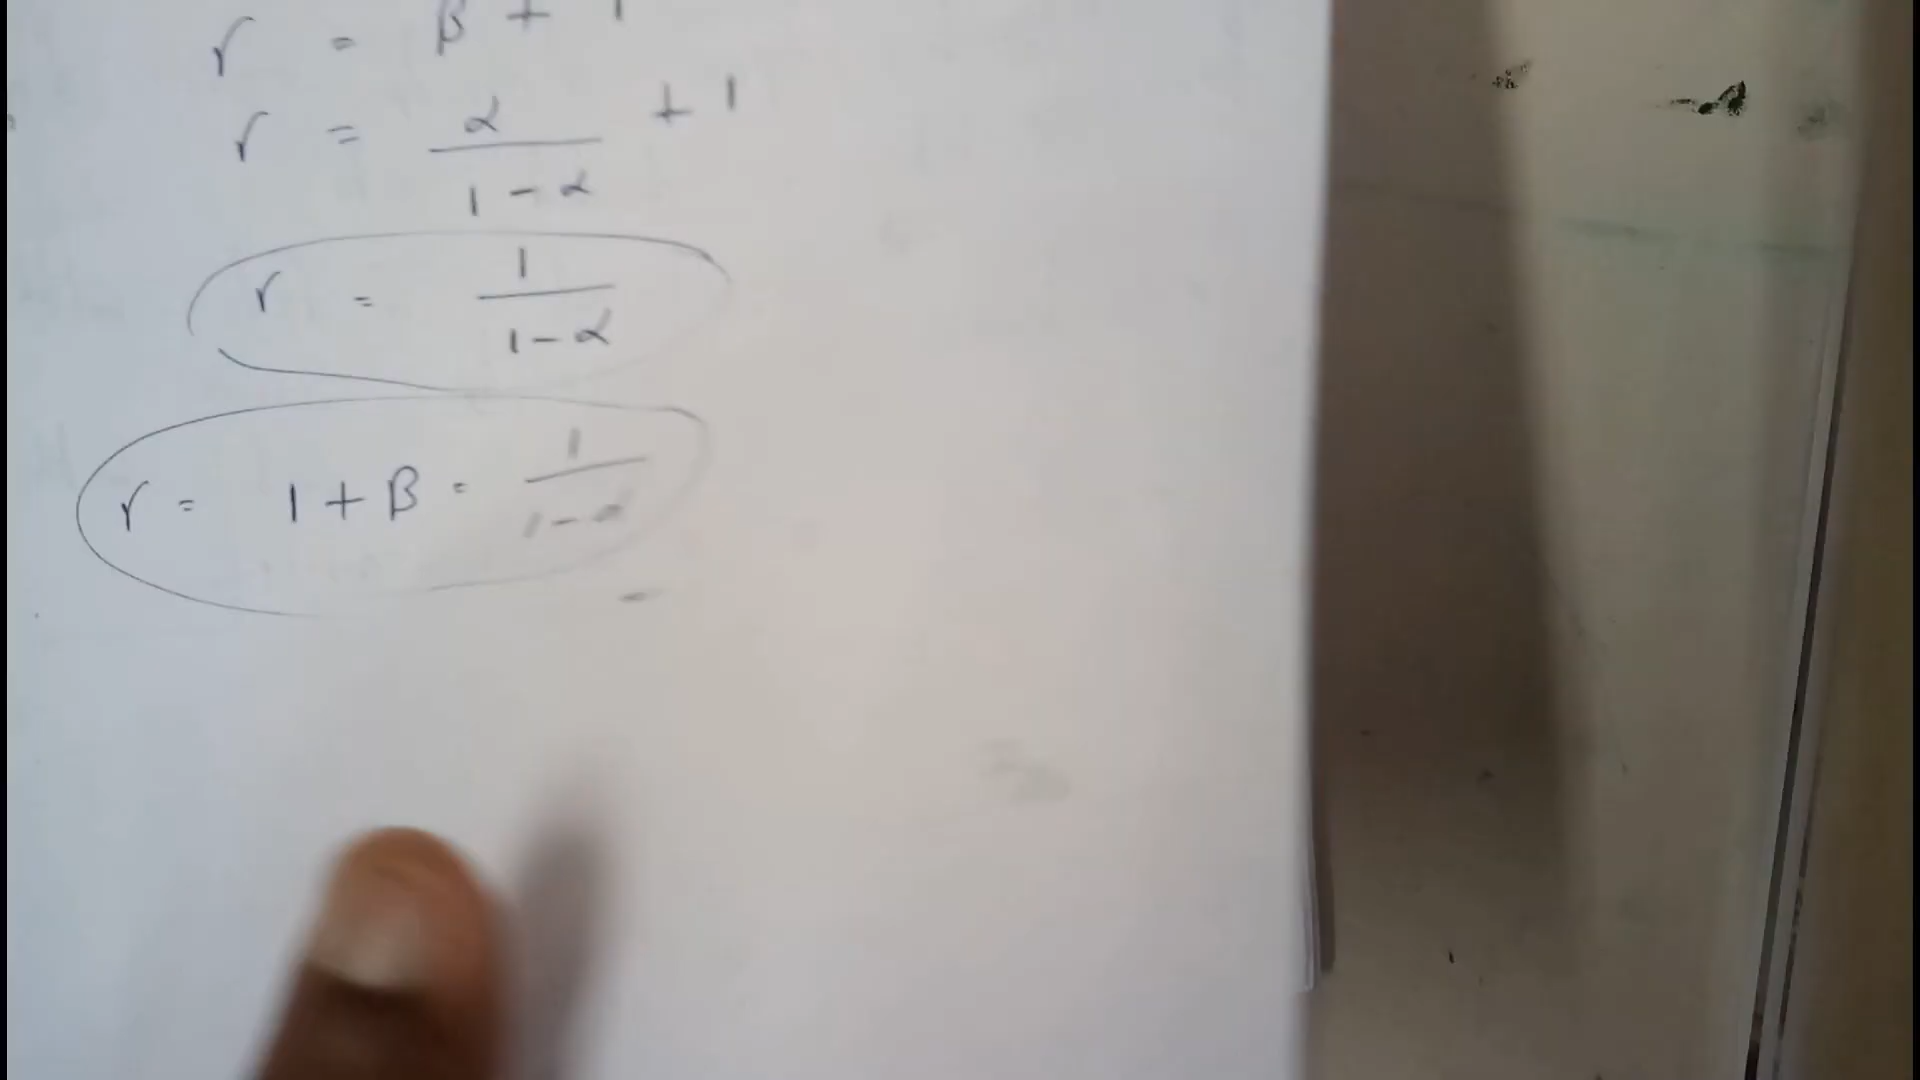 r = β + 1
r = α / (1 - α) + 1
r = 1 / (1 - α)
r = 1 + β = 1 / (1 - α)